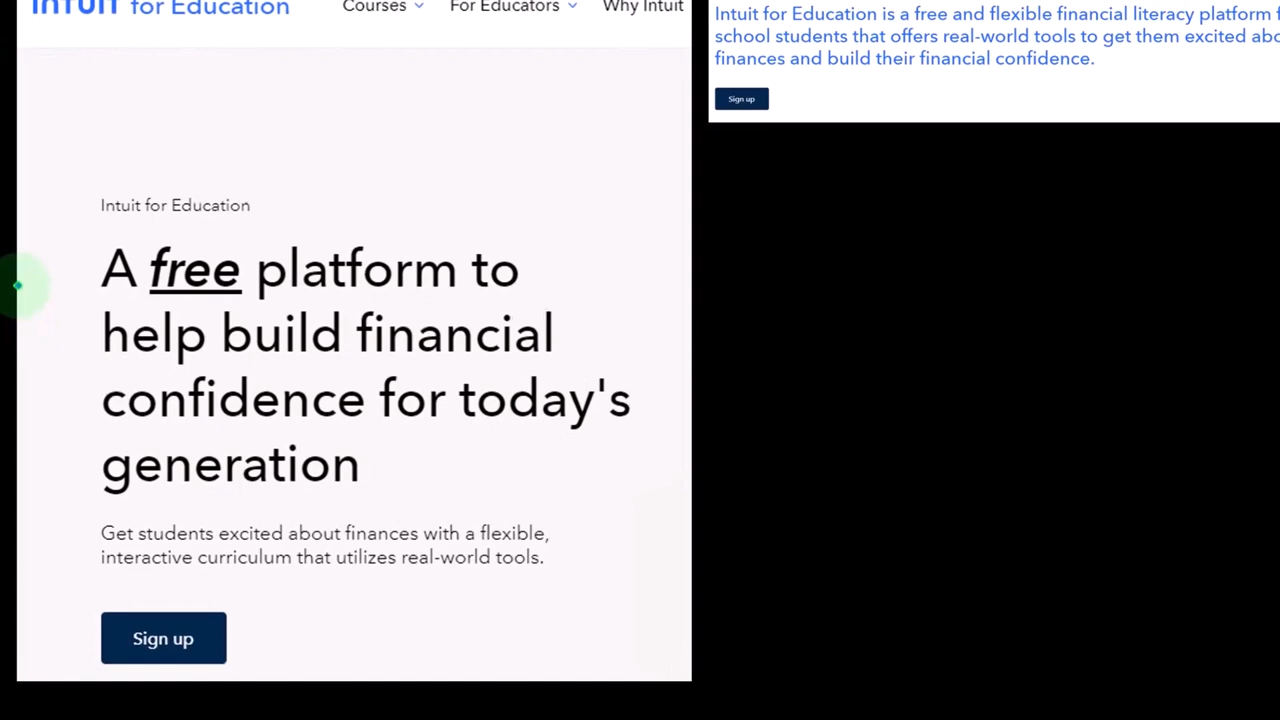 Intuit for Education
Courses
For Educators
Why Intuit
Intuit for Education
A free platform to
help build financial
confidence for today's
generation
Get students excited about finances with a flexible,
interactive curriculum that utilizes real-world tools.
Sign up
Intuit for Education is a free and flexible financial literacy platform
school students that offers real-world tools to get them excited
finances and build their financial confidence.
Sign up